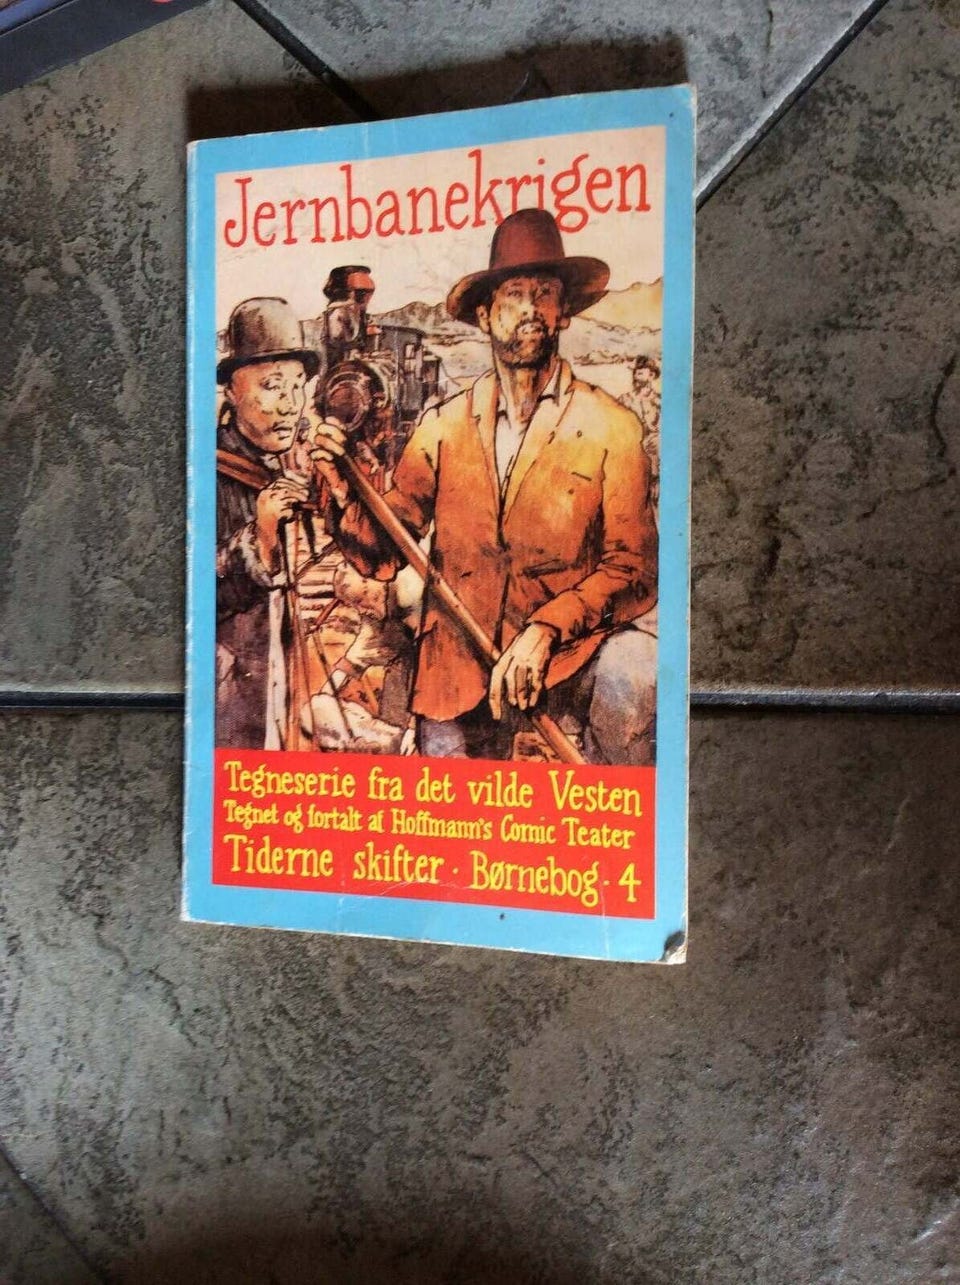 Jernbanekrigen
Tegneserie fra det vilde Vesten
Tegnet og fortalt af Hoffmann's Comic Teater
Tiderne skifter · Børnebog · 4